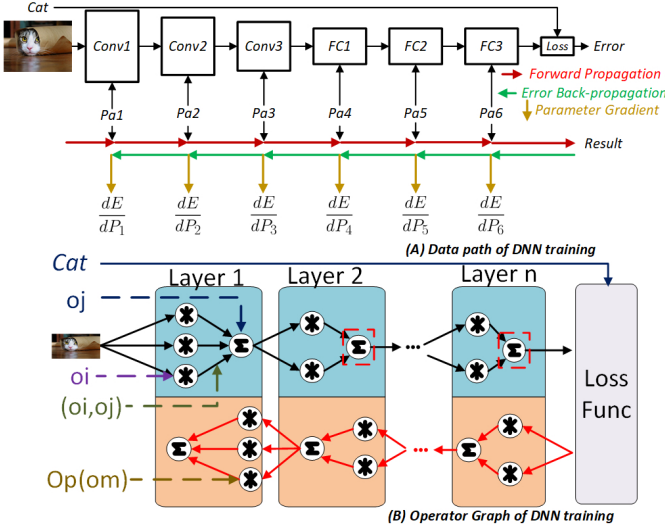 Cat
Conv1 Conv2 Conv3 FC1 FC2 FC3 Loss Error
Forward Propagation
Error Back-propagation
Pa1 Pa2 Pa3 Pa4 Pa5 Pa6 Parameter Gradient
Result
dE/dP₁ dE/dP₂ dE/dP₃ dE/dP₄ dE/dP₅ dE/dP₆
(A) Data path of DNN training
Cat Layer 1 Layer 2 Layer n
oj
* * * Σ * * Σ ... * * Σ
oi
(oi,oj)
Loss
Func
Σ * * * Σ * * ... Σ * *
Op(om)
(B) Operator Graph of DNN training